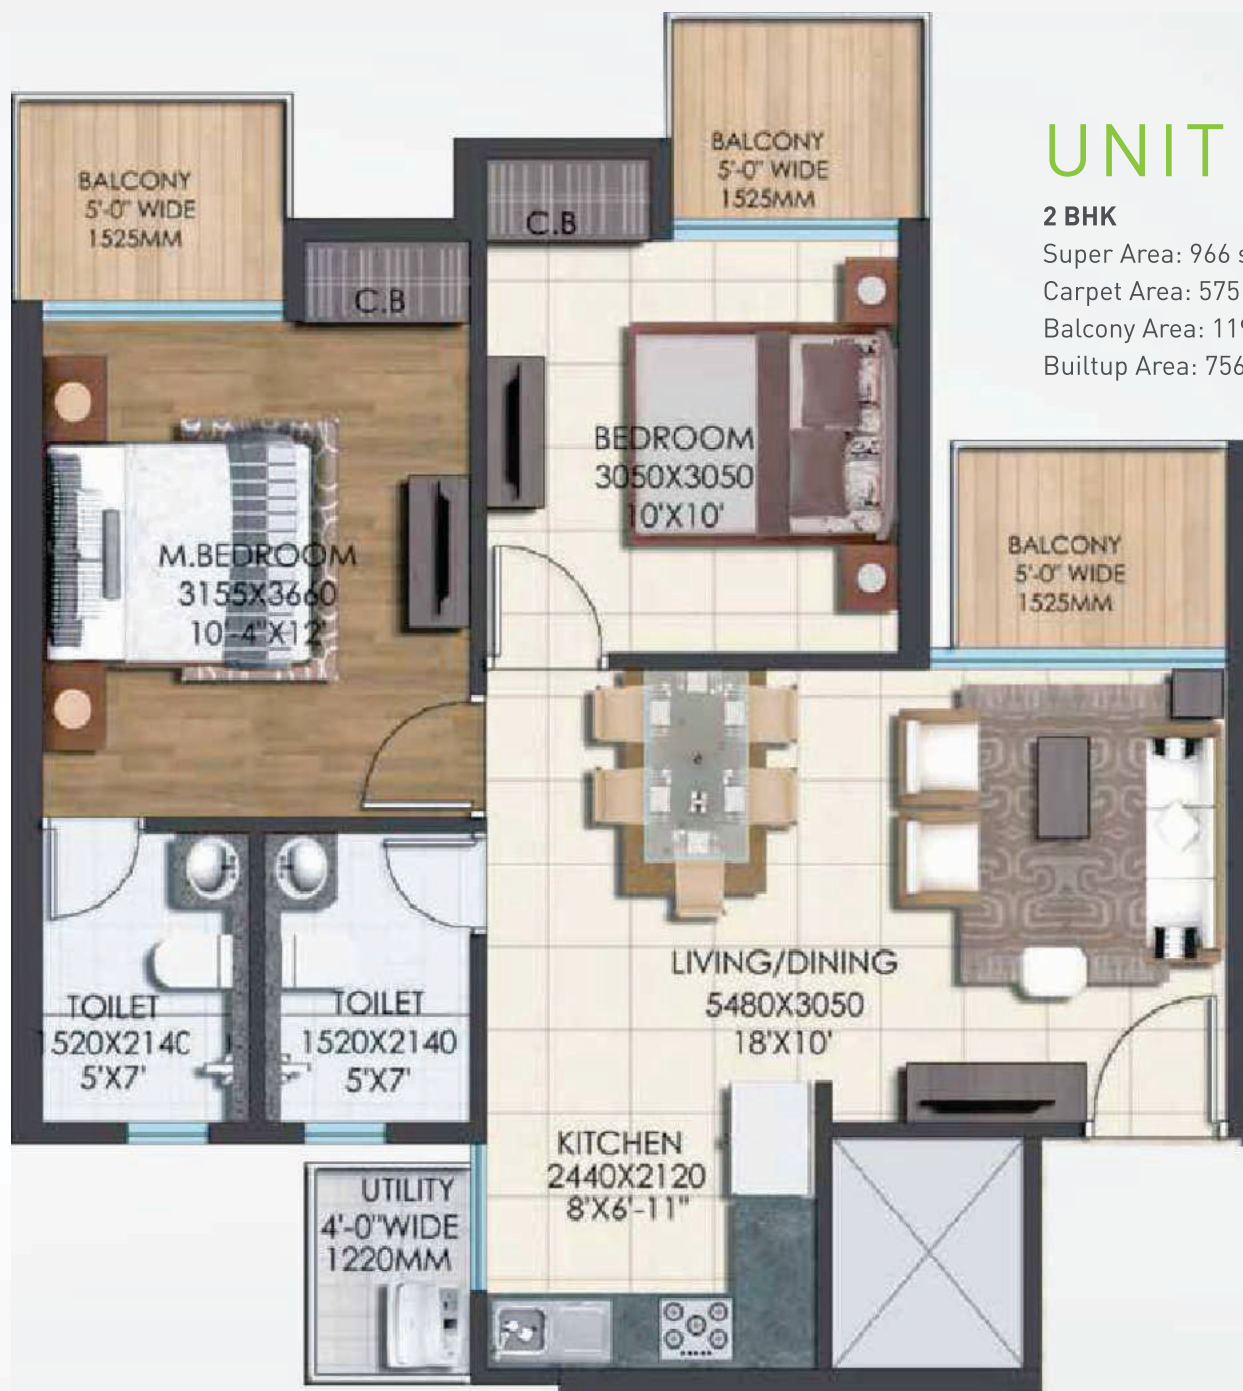 UNIT
2 BHK
Super Area: 966 s
Carpet Area: 575
Balcony Area: 119
Builtup Area: 756
BALCONY
5'-0" WIDE
1525MM
BALCONY
5'-0" WIDE
1525MM
C.B
C.B
BEDROOM
3050X3050
10'X10'
M.BEDROOM
3155X3660
10'-4"X12'
BALCONY
5'-0" WIDE
1525MM
LIVING/DINING
5480X3050
18'X10'
TOILET
1520X2140
5'X7'
TOILET
1520X2140
5'X7'
KITCHEN
2440X2120
8'X6'-11"
UTILITY
4'-0"WIDE
1220MM